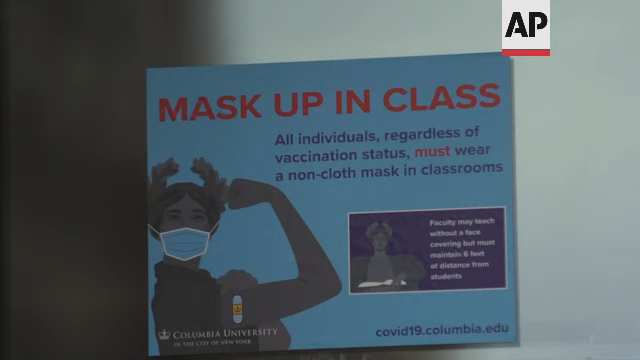 AP
MASK UP IN CLASS
All individuals, regardless of
vaccination status, must wear
a non-cloth mask in classrooms
Faculty may teach
without a face
covering but must
maintain 6 feet
of distance from
students
COLUMBIA UNIVERSITY
IN THE CITY OF NEW YORK
covid19.columbia.edu